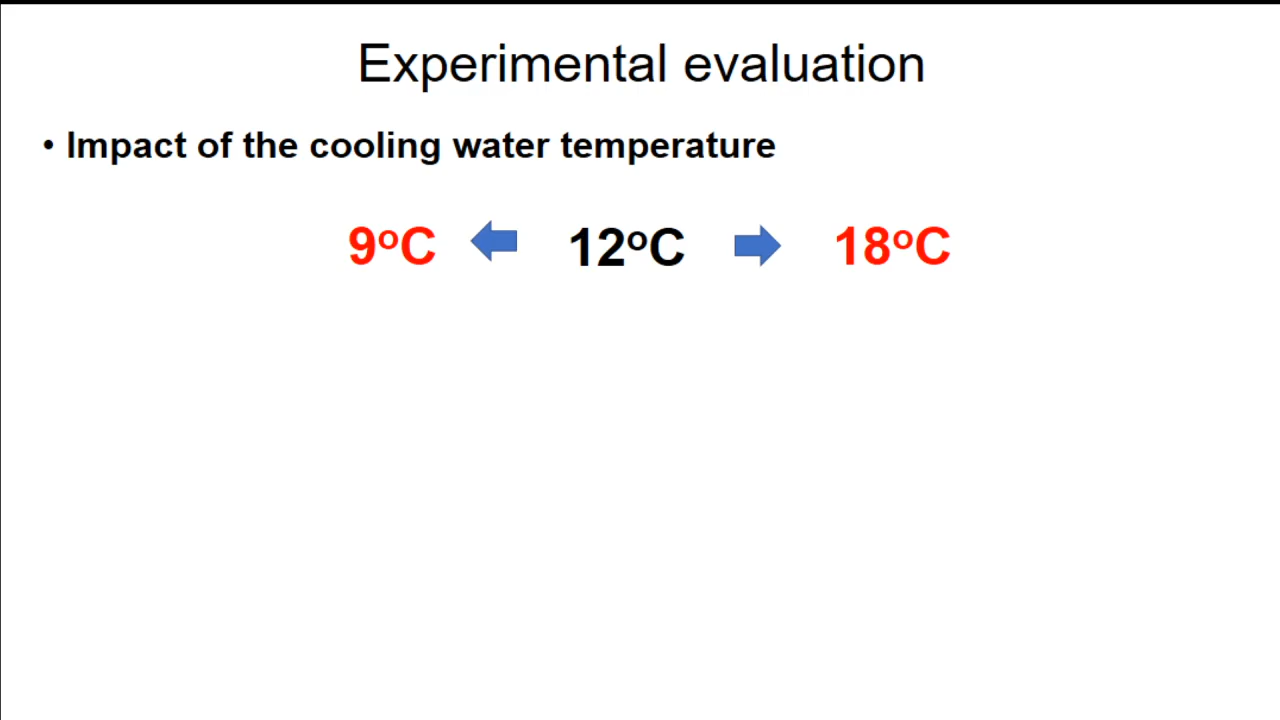 Experimental evaluation
• Impact of the cooling water temperature
9ºC 12ºC 18ºC